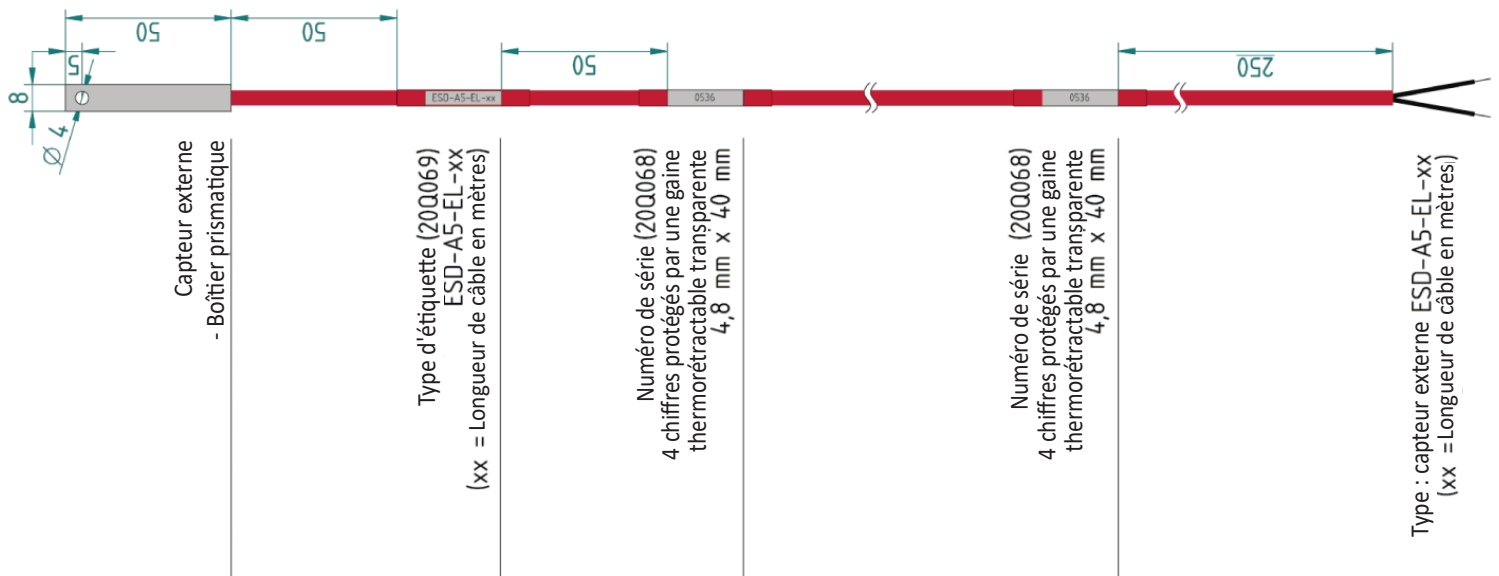 50
50
50
250
5
8
Ø 4
ESD-A5-EL-xx
0536
0536
Capteur externe
- Boîtier prismatique
Type d'étiquette (20Q069)
ESD-A5-EL-xx
(xx = Longueur de câble en mètres)
Numéro de série (20Q068)
4 chiffres protégés par une gaine
thermorétractable transparente
4,8 mm x 40 mm
Numéro de série (20Q068)
4 chiffres protégés par une gaine
thermorétractable transparente
4,8 mm x 40 mm
Type : capteur externe ESD-A5-EL-xx
(xx = Longueur de câble en mètres)